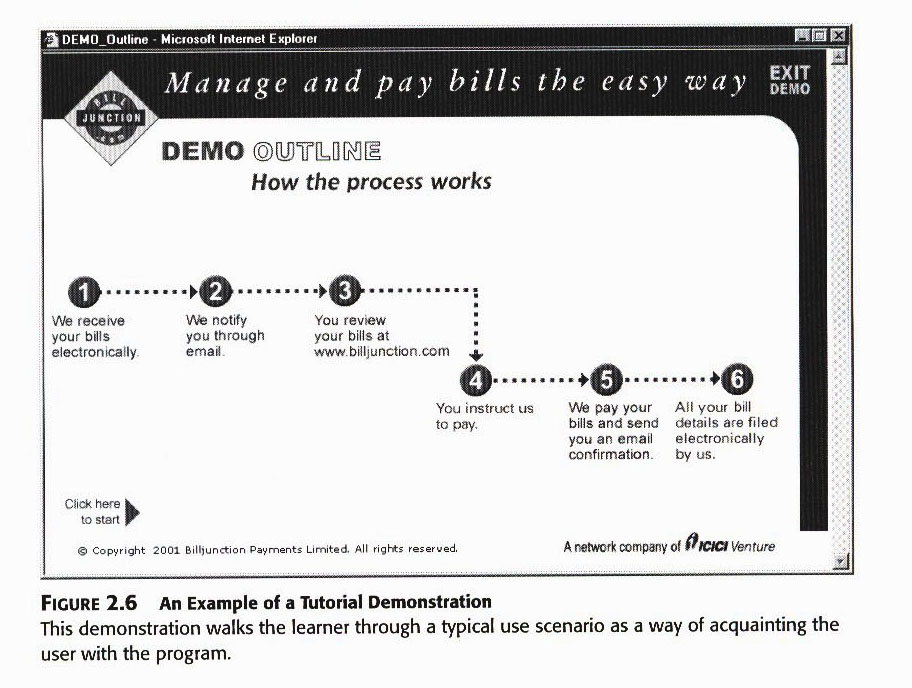 DEMO_Outline - Microsoft Internet Explorer
Manage and pay bills the easy way
EXIT
DEMO
BILL
JUNCTION
.com
DEMO OUTLINE
How the process works
1
We receive
your bills
electronically.
2
We notify
you through
email.
3
You review
your bills at
www.billjunction.com
4
You instruct us
to pay.
5
We pay your
bills and send
you an email
confirmation.
6
All your bill
details are filed
electronically
by us.
Click here
to start
© Copyright 2001 Billjunction Payments Limited. All rights reserved.
A network company of ICICI Venture
FIGURE 2.6 An Example of a Tutorial Demonstration
This demonstration walks the learner through a typical use scenario as a way of acquainting the
user with the program.